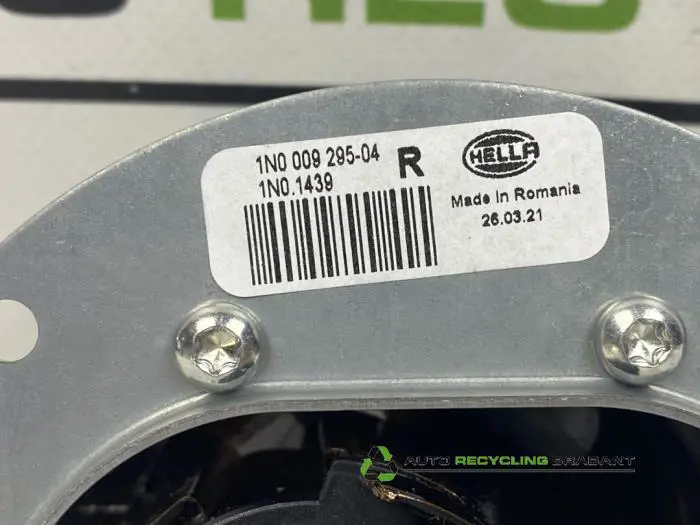 1N0 009 295-04
1N0.1439
R
HELLA
Made in Romania
26.03.21
AUTO RECYCLING BRABANT